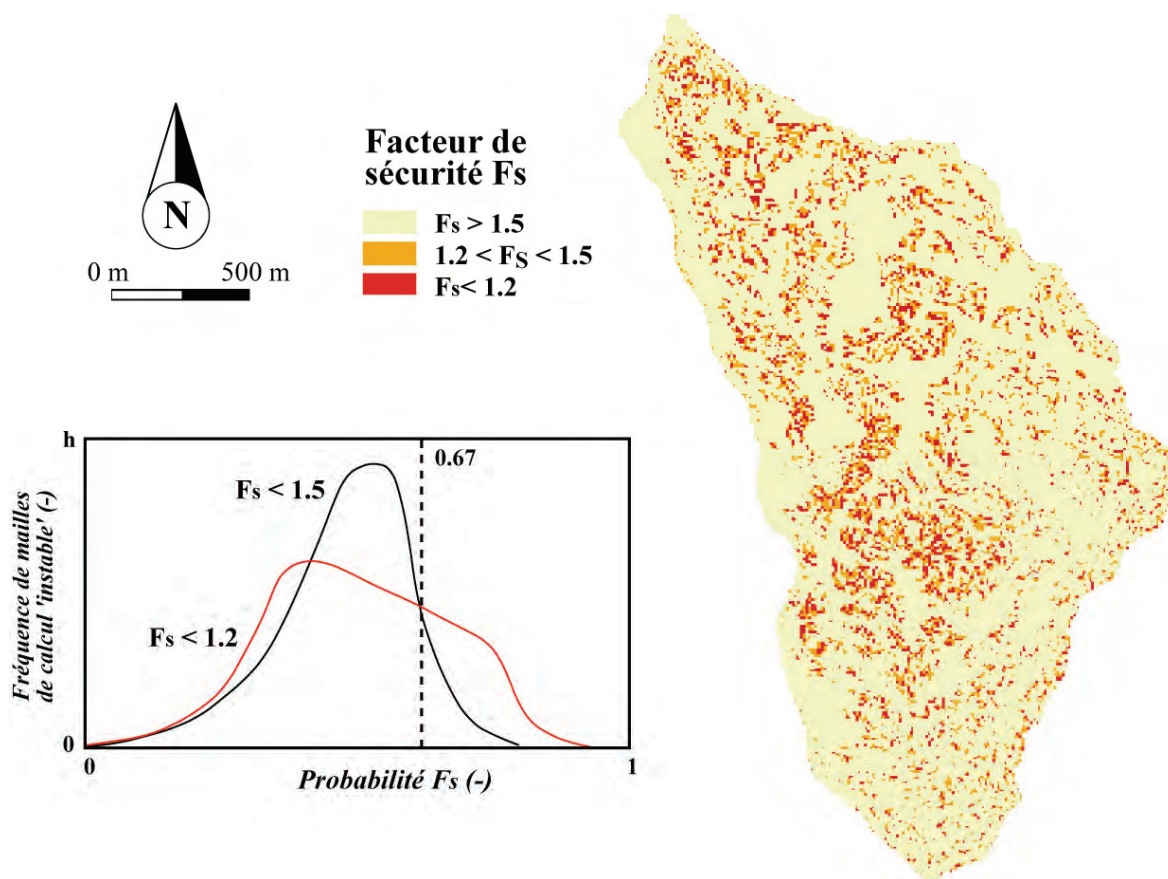 N
0 m 500 m
Facteur de
sécurité Fs
Fs > 1.5
1.2 < FS < 1.5
Fs< 1.2
h
Fréquence de mailles
de calcul 'instable' (-)
0
Fs < 1.5
0.67
Fs < 1.2
0
1
Probabilité Fs (-)